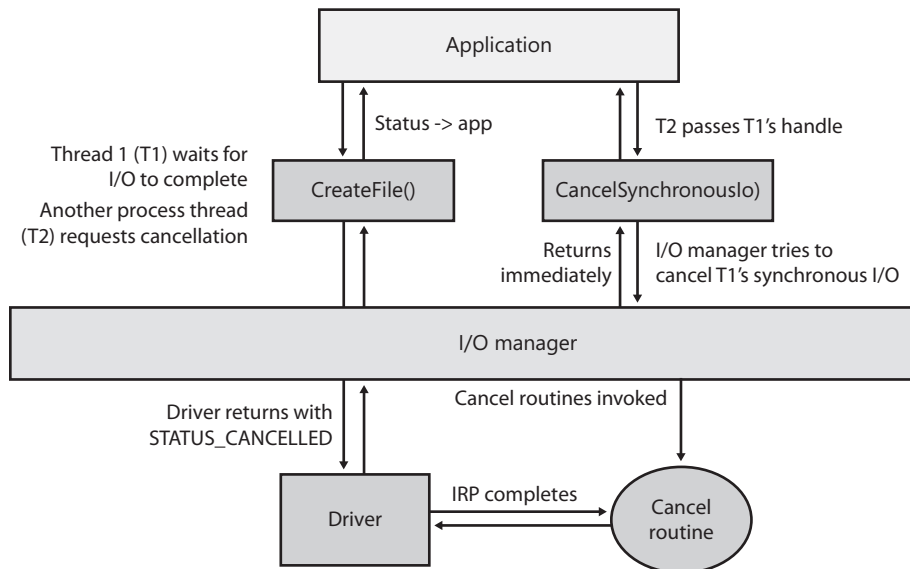 Application
Status -> app
T2 passes T1's handle
Thread 1 (T1) waits for
I/O to complete
Another process thread
(T2) requests cancellation
CreateFile()
CancelSynchronousIo)
Returns
immediately
I/O manager tries to
cancel T1's synchronous I/O
I/O manager
Driver returns with
STATUS_CANCELLED
Cancel routines invoked
Driver
IRP completes
Cancel
routine